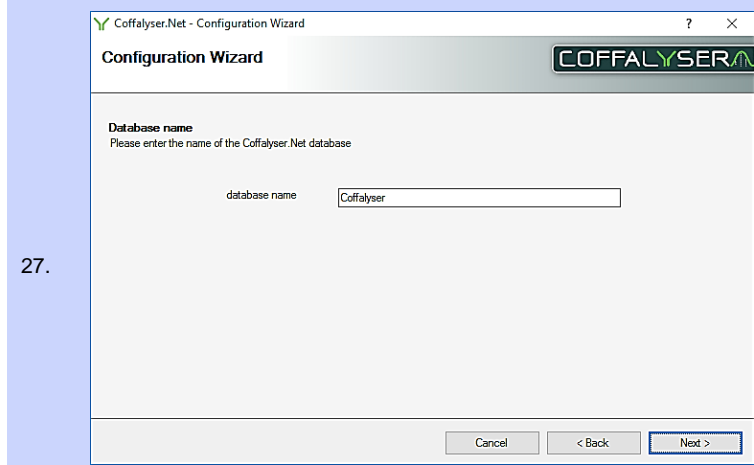 Coffalyser.Net - Configuration Wizard
Configuration Wizard
COFFALYSER
Database name
Please enter the name of the Coffalyser.Net database
database name
Coffalyser
27.
Cancel
< Back
Next >